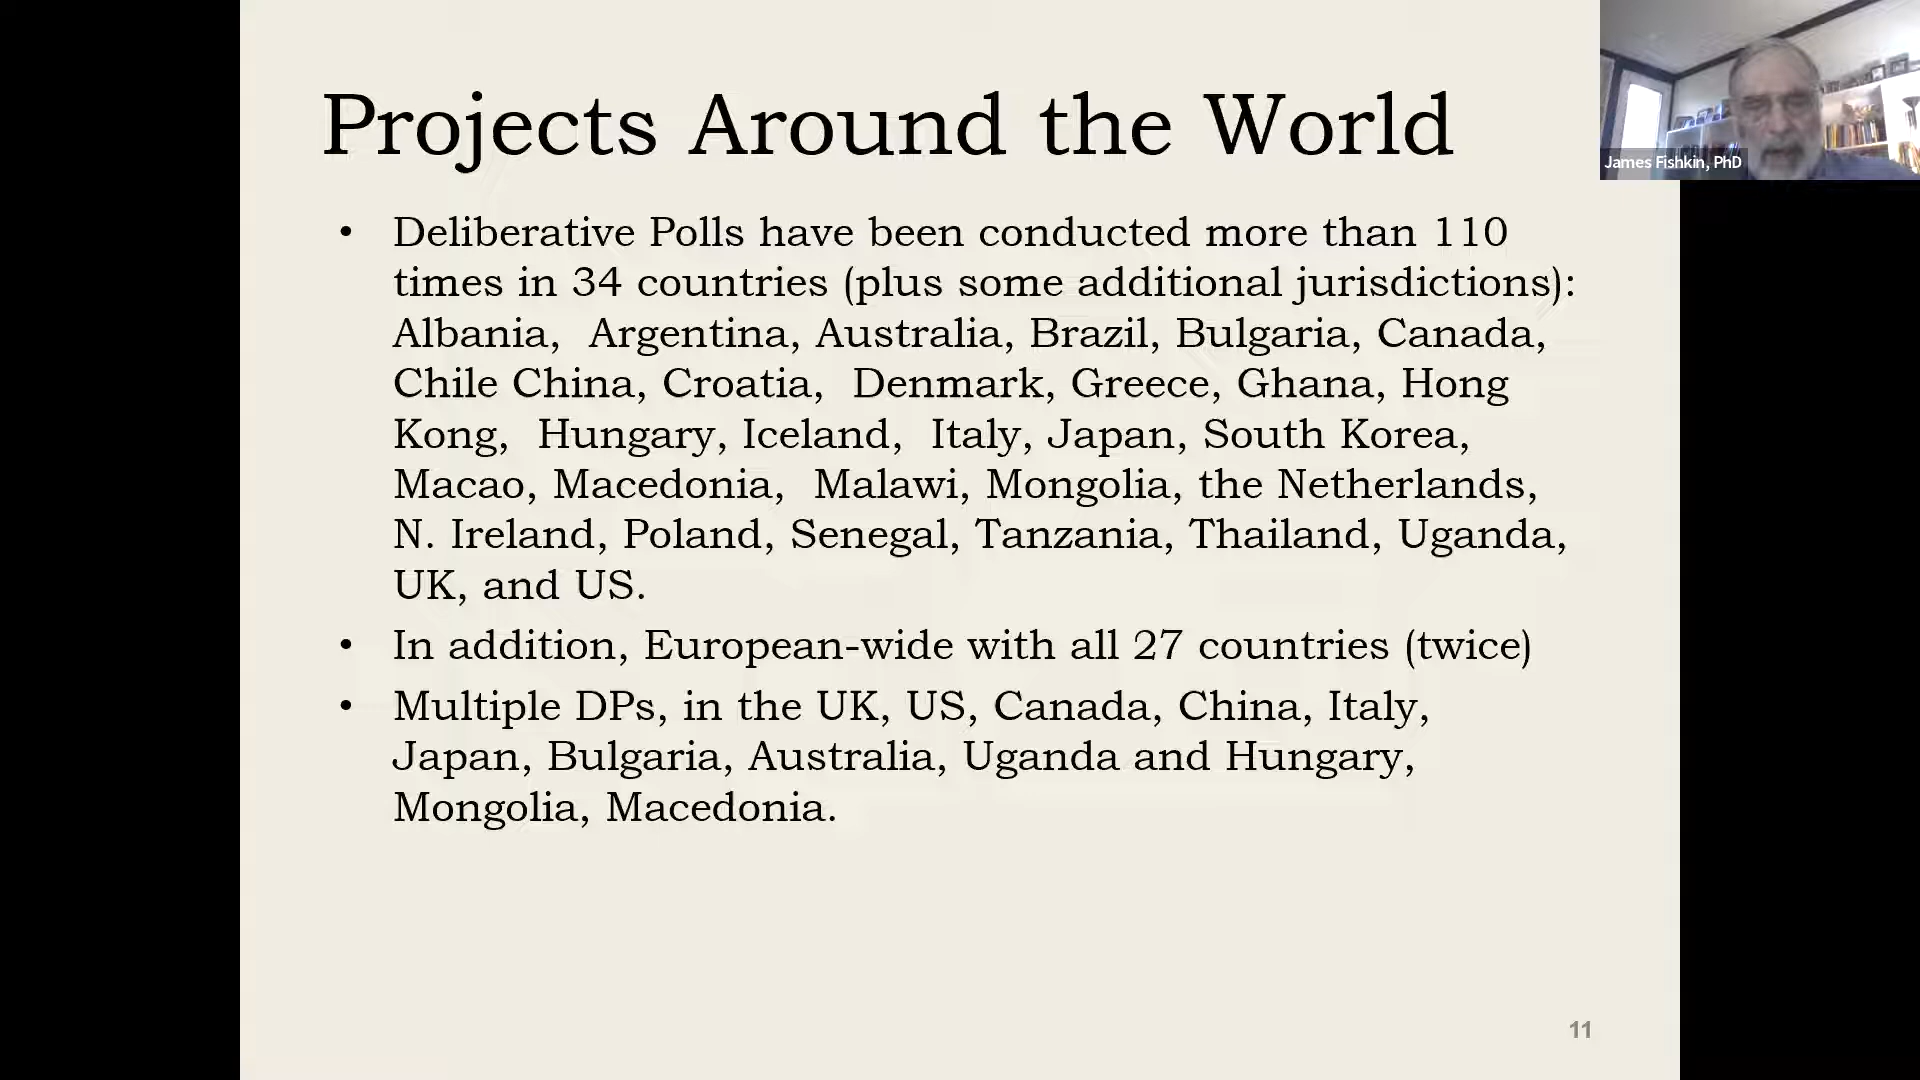 Projects Around the World
James Fishkin, PhD
• Deliberative Polls have been conducted more than 110
times in 34 countries (plus some additional jurisdictions):
Albania,  Argentina, Australia, Brazil, Bulgaria, Canada,
Chile China, Croatia,  Denmark, Greece, Ghana, Hong
Kong,  Hungary, Iceland,  Italy, Japan, South Korea,
Macao, Macedonia,  Malawi, Mongolia, the Netherlands,
N. Ireland, Poland, Senegal, Tanzania, Thailand, Uganda,
UK, and US.
• In addition, European-wide with all 27 countries (twice)
• Multiple DPs, in the UK, US, Canada, China, Italy,
Japan, Bulgaria, Australia, Uganda and Hungary,
Mongolia, Macedonia.
11